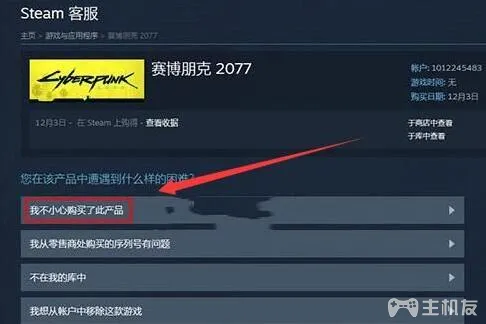 Steam 客服
主页 > 游戏与应用程序 > 赛博朋克 2077
CYBERPUNK
赛博朋克 2077
帐户: 1012245483
游戏时间: 无
购买日期: 12月3日
12月3日 - 在 Steam 上购得 - 查看收据
于商店中查看
于库中查看
您在该产品中遭遇到什么样的困难?
我不小心购买了此产品
我从零售商处购买的序列号有问题
不在我的库中
我想从帐户中移除这款游戏
主机友